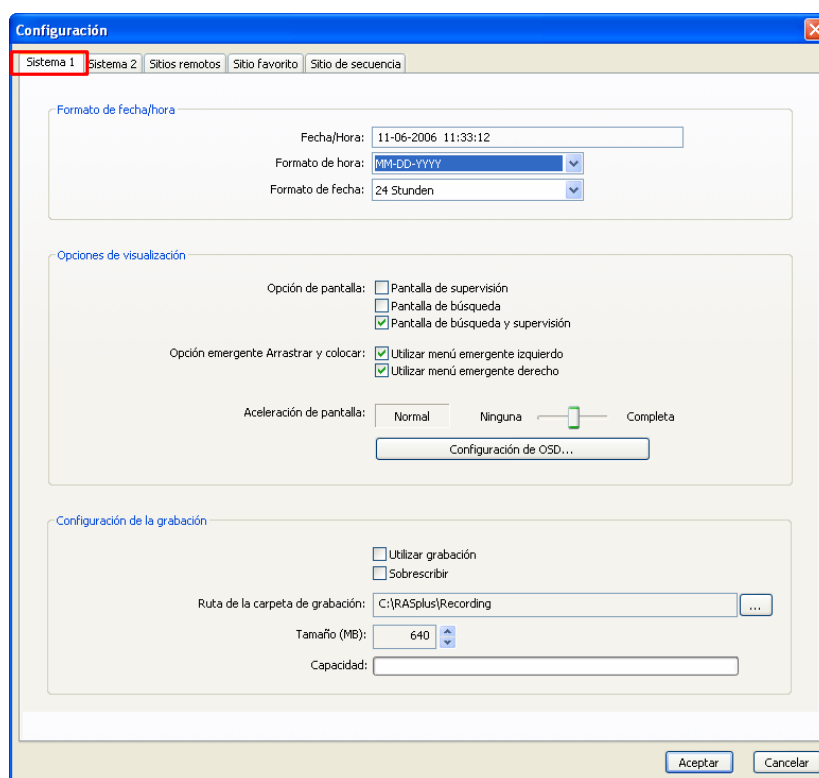 Configuración
Sistema 1 Sistema 2 Sitios remotos Sitio favorito Sitio de secuencia
Formato de fecha/hora
Fecha/Hora: 11-06-2006 11:33:12
Formato de hora: MM-DD-YYYY
Formato de fecha: 24 Stunden
Opciones de visualización
Opción de pantalla: Pantalla de supervisión
Pantalla de búsqueda
Pantalla de búsqueda y supervisión
Opción emergente Arrastrar y colocar: Utilizar menú emergente izquierdo
Utilizar menú emergente derecho
Aceleración de pantalla: Normal Ninguna Completa
Configuración de OSD...
Configuración de la grabación
Utilizar grabación
Sobrescribir
Ruta de la carpeta de grabación: C:\RASplus\Recording ...
Tamaño (MB): 640
Capacidad:
Aceptar Cancelar